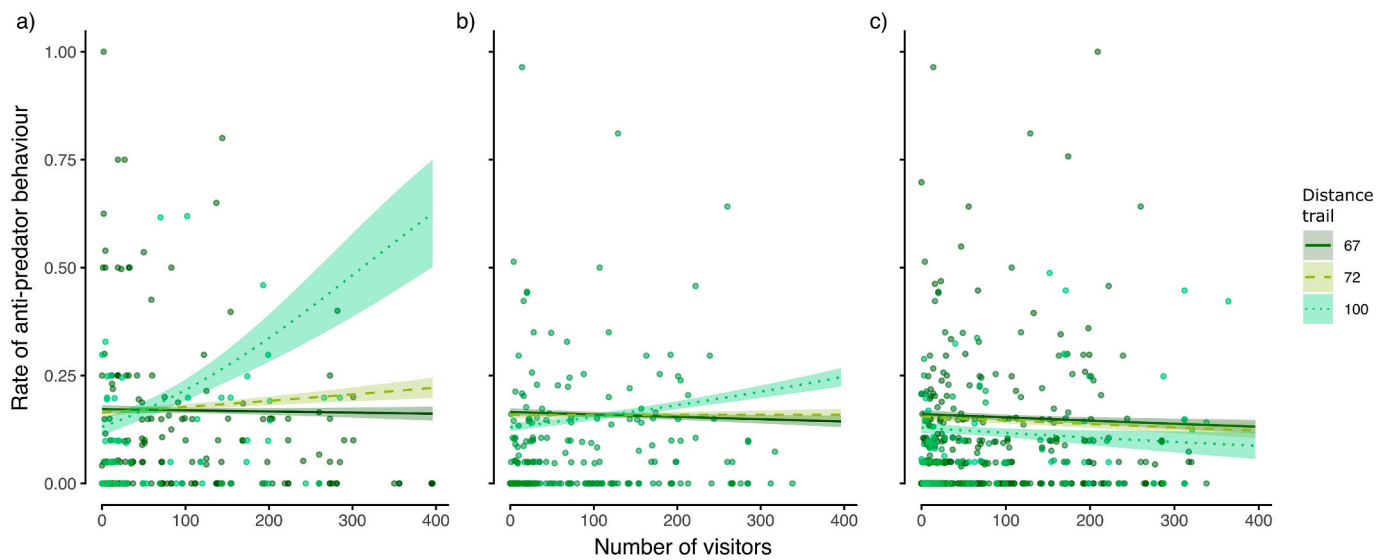 a)
b)
c)
Rate of anti-predator behaviour
1.00
0.75
0.50
0.25
0.00
0 100 200 300 400
0 100 200 300 400
0 100 200 300 400
Number of visitors
Distance
trail
67
72
100